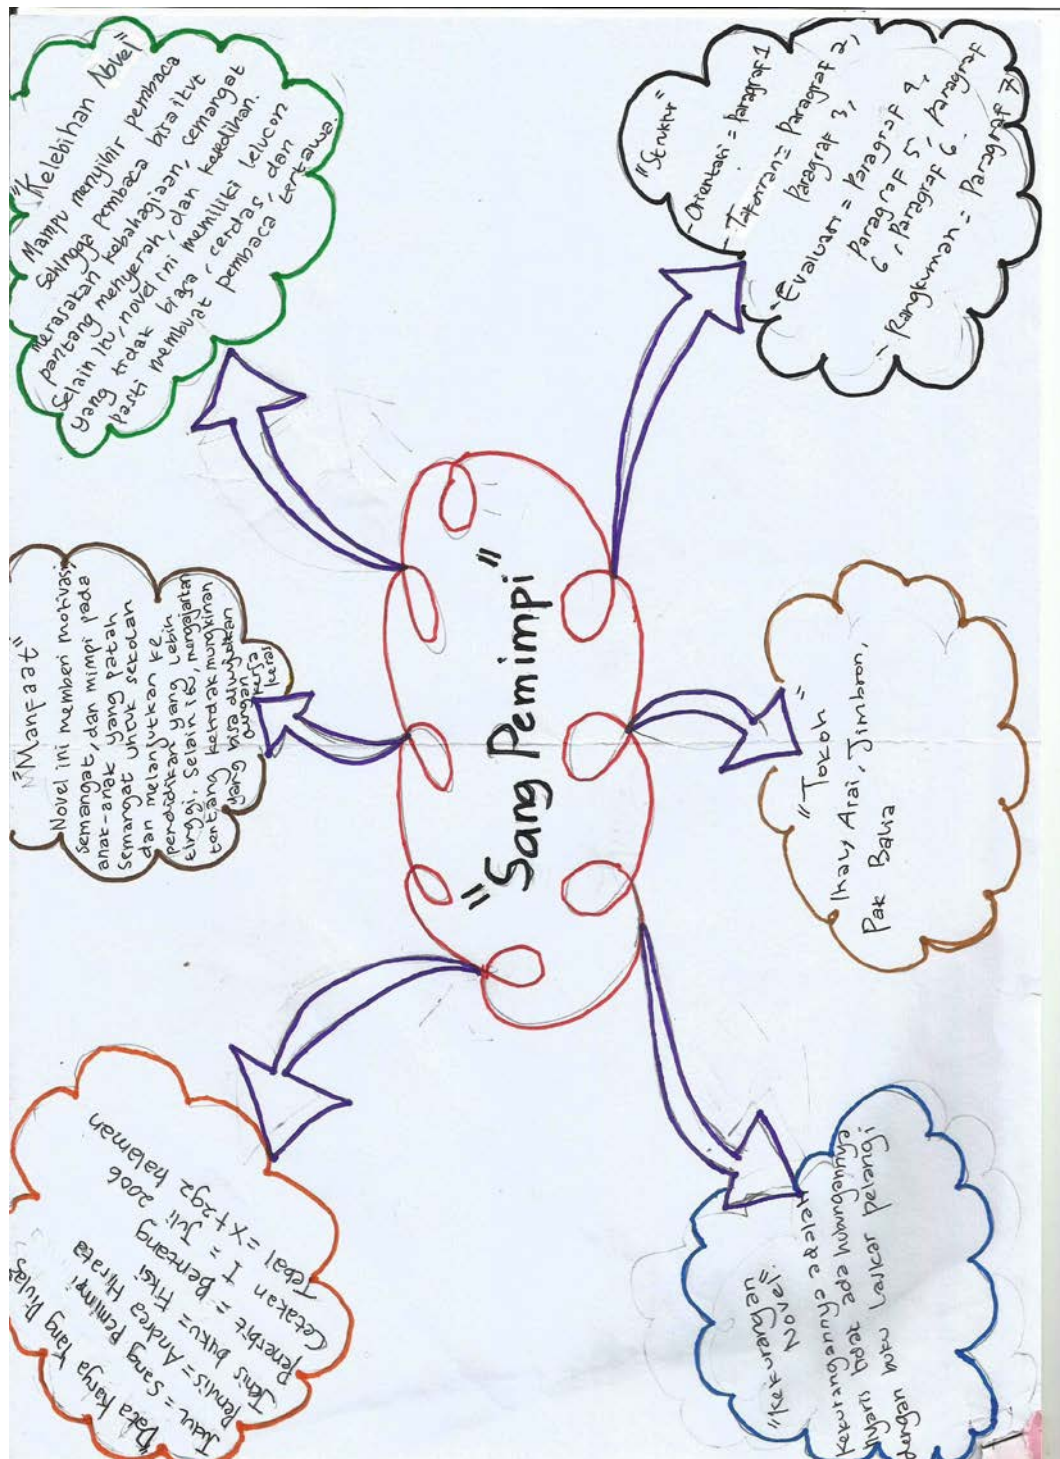 "Sang Pemimpi"
"Kelebihan Novel"
Mampu menyihir pembaca
sehingga pembaca bisa ikut
merasakan kebahagiaan, semangat
pantang menyerah, dan kesedihan.
Selain itu, novel ini memiliki lelucon
yang tidak biasa, cerdas, dan
pasti membuat pembaca tertawa.
"Struktur"
- Orientasi = Paragraf 1
- Tafsiran = Paragraf 2,
Paragraf 3,
- Evaluasi = Paragraf 4,
Paragraf 5, Paragraf
6, Paragraf 6.
- Rangkuman = Paragraf 7
"Manfaat"
Novel ini memberi motivasi,
semangat, dan mimpi pada
anak-anak yang patah
semangat untuk sekolah
dan melanjutkan ke
pendidikan yang lebih
tinggi. Selain itu, mengajarkan
tentang ketidakmungkinan
yang bisa diwujudkan
dengan kerja
keras
"Tokoh"
Ikal, Arai, Jimbron,
Pak Balia
"Data Karya Yang Diulas"
Judul = Sang Pemimpi
Penulis = Andrea Hirata
Jenis buku = Fiksi
Penerbit = Bentang
Cetakan I = Juli 2006
Tebal = x+292 halaman
"Kekurangan
Novel"
Kekurangannya adalah
Nyaris tidak ada hubungannya
dengan buku Laskar Pelangi